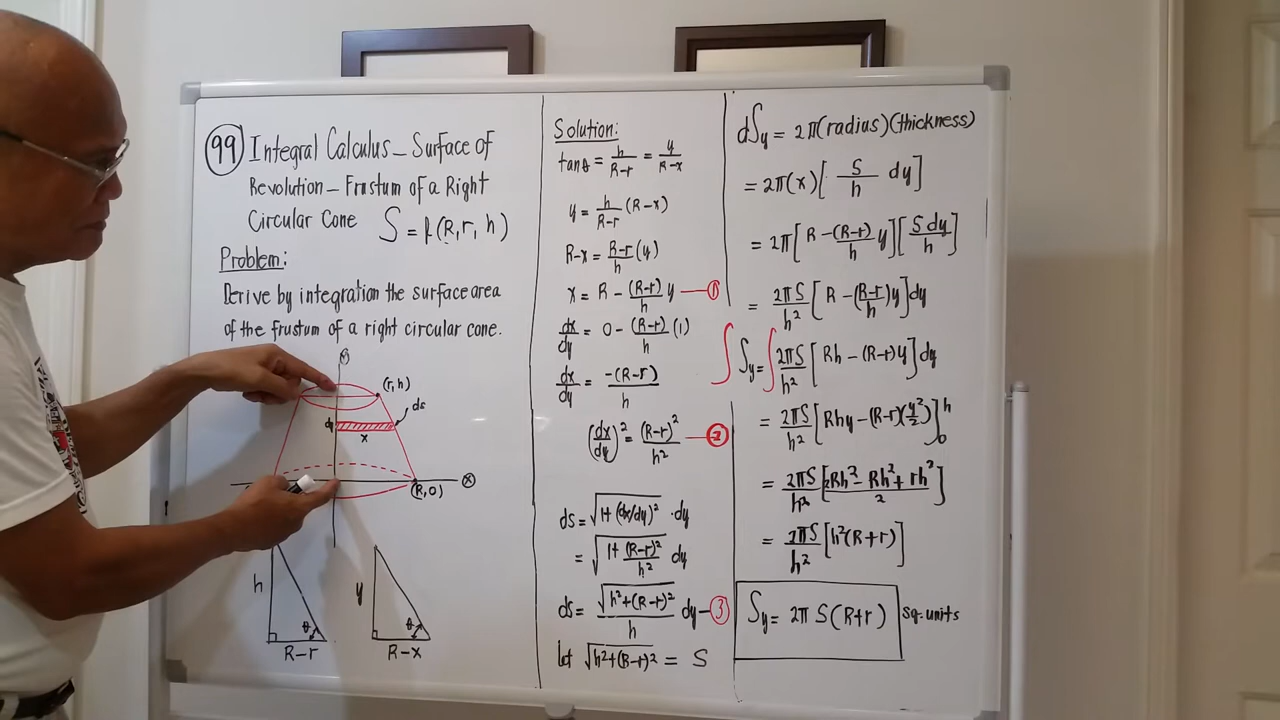 99 Integral Calculus – Surface of
Revolution – Frustum of a Right
Circular Cone S = f(R, r, h)
Problem:
Derive by integration the surface area
of the frustum of a right circular cone.
Y
(r, h)
ds
dy
x
X
(R, 0)
h
θ
R-r
y
θ
R-x
Solution:
tanθ = h/(R-r) = y/(R-x)
y = h/(R-r) (R-x)
R-x = (R-r)/h (y)
x = R - (R-r)/h y — ①
dx/dy = 0 - (R-r)/h (1)
dx/dy = -(R-r)/h
(dx/dy)² = (R-r)²/h² — ②
ds = √(1+(dx/dy)²) · dy
= √(1+(R-r)²/h²) dy
ds = √(h²+(R-r)²)/h dy — ③
let √(h²+(R-r)²) = S
dSy = 2π(radius)(thickness)
= 2π(x)[S/h dy]
= 2π[R - (R-r)/h y][S dy/h]
= 2πS/h² [R - (R-r)/h y]dy
∫Sy = ∫ 2πS/h² [Rh - (R-r)y]dy
= 2πS/h² [Rhy - (R-r)(y²/2)]₀ʰ
= 2πS/h² [(2Rh² - Rh² + rh²)/2]
= 2πS/h² [h²(R+r)]
Sy = 2π S(R+r) sq. units